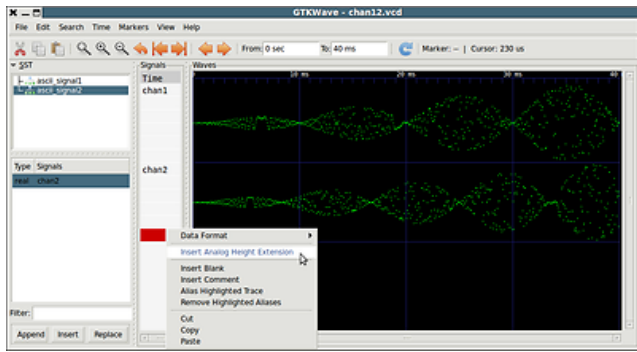 GTKWave - chan12.vcd
File Edit Search Time Markers View Help
From: 0 sec To: 40 ms Marker: -- | Cursor: 230 us
SST
ascii_signal1
ascii_signal2
Type Signals
real chan2
Filter:
Append Insert Replace
Signals
Time
chan1
chan2
Waves
0 10 ms 20 ms 30 ms 40
Data Format
Insert Analog Height Extension
Insert Blank
Insert Comment
Alias Highlighted Trace
Remove Highlighted Aliases
Cut
Copy
Paste